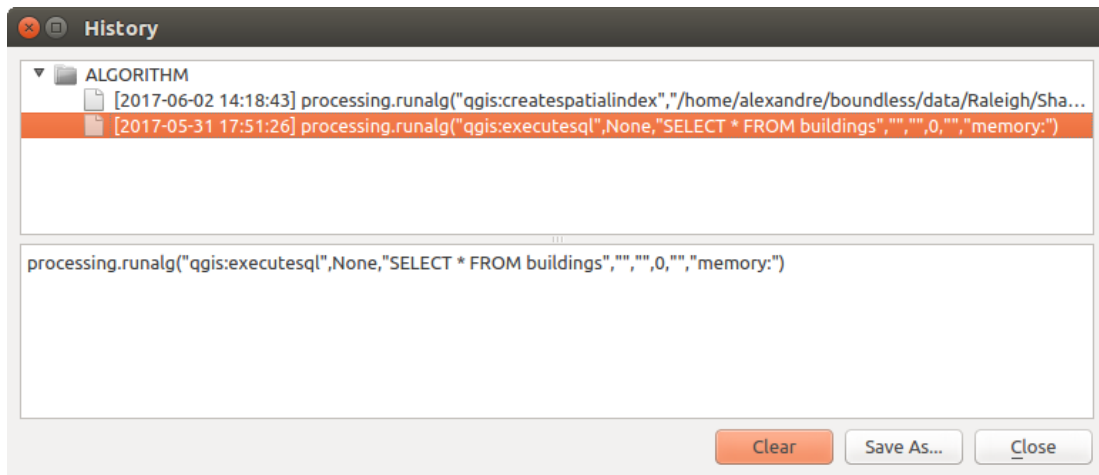 History
ALGORITHM
[2017-06-02 14:18:43] processing.runalg("qgis:createspatialindex","/home/alexandre/boundless/data/Raleigh/Sha...
[2017-05-31 17:51:26] processing.runalg("qgis:executesql",None,"SELECT * FROM buildings","","",0,"","memory:")
processing.runalg("qgis:executesql",None,"SELECT * FROM buildings","","",0,"","memory:")
Clear Save As... Close